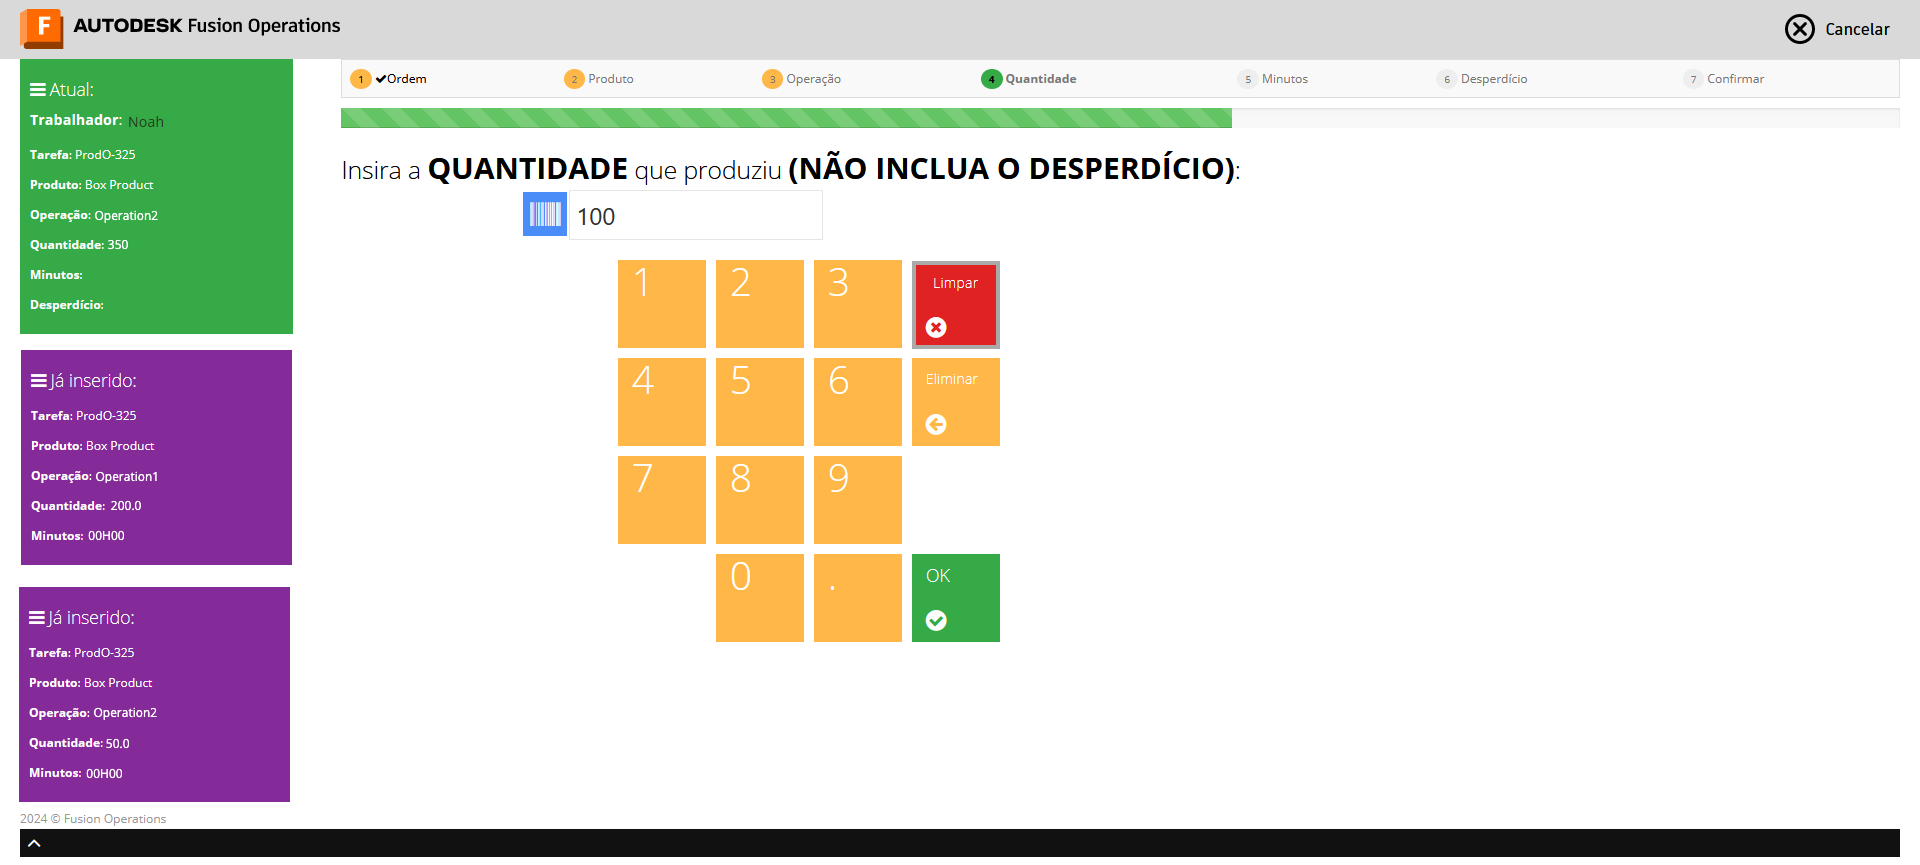 F AUTODESK Fusion Operations
Cancelar
1 Ordem 2 Produto 3 Operação 4 Quantidade 5 Minutos 6 Desperdício 7 Confirmar
Atual:
Trabalhador: Noah
Tarefa: ProdO-325
Produto: Box Product
Operação: Operation2
Quantidade: 350
Minutos:
Desperdício:
Já inserido:
Tarefa: ProdO-325
Produto: Box Product
Operação: Operation1
Quantidade: 200.0
Minutos: 00H00
Já inserido:
Tarefa: ProdO-325
Produto: Box Product
Operação: Operation2
Quantidade: 50.0
Minutos: 00H00
Insira a QUANTIDADE que produziu (NÃO INCLUA O DESPERDÍCIO):
100
1 2 3 Limpar
4 5 6 Eliminar
7 8 9
0 . OK
2024 © Fusion Operations